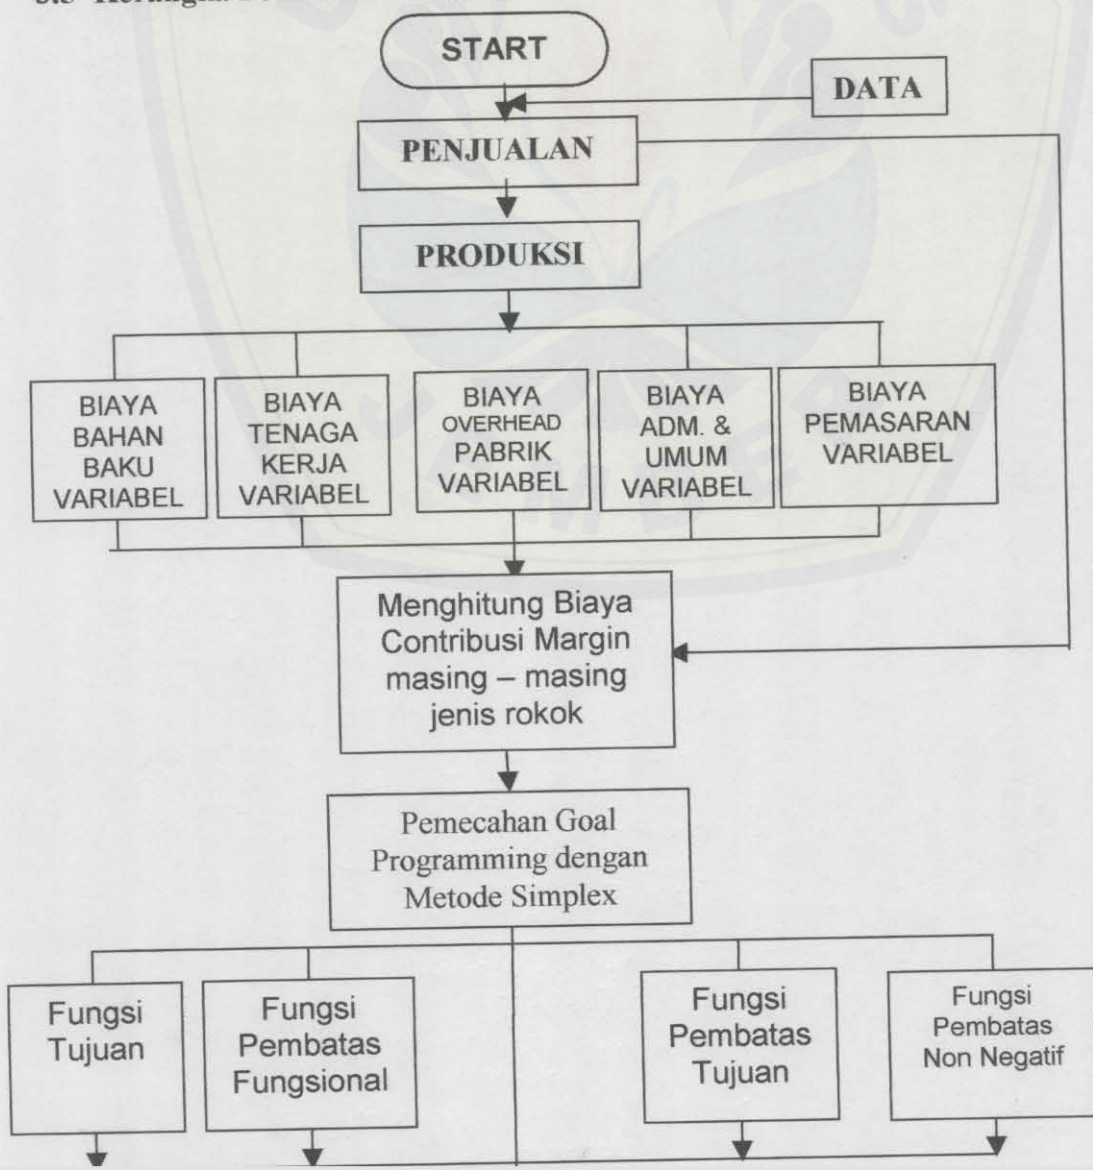 START
DATA
PENJUALAN
PRODUKSI
BIAYA
BAHAN
BAKU
VARIABEL
BIAYA
TENAGA
KERJA
VARIABEL
BIAYA
OVERHEAD
PABRIK
VARIABEL
BIAYA
ADM. &
UMUM
VARIABEL
BIAYA
PEMASARAN
VARIABEL
Menghitung Biaya
Contribusi Margin
masing – masing
jenis rokok
Pemecahan Goal
Programming dengan
Metode Simplex
Fungsi
Tujuan
Fungsi
Pembatas
Fungsional
Fungsi
Pembatas
Tujuan
Fungsi
Pembatas
Non Negatif
JEMBER